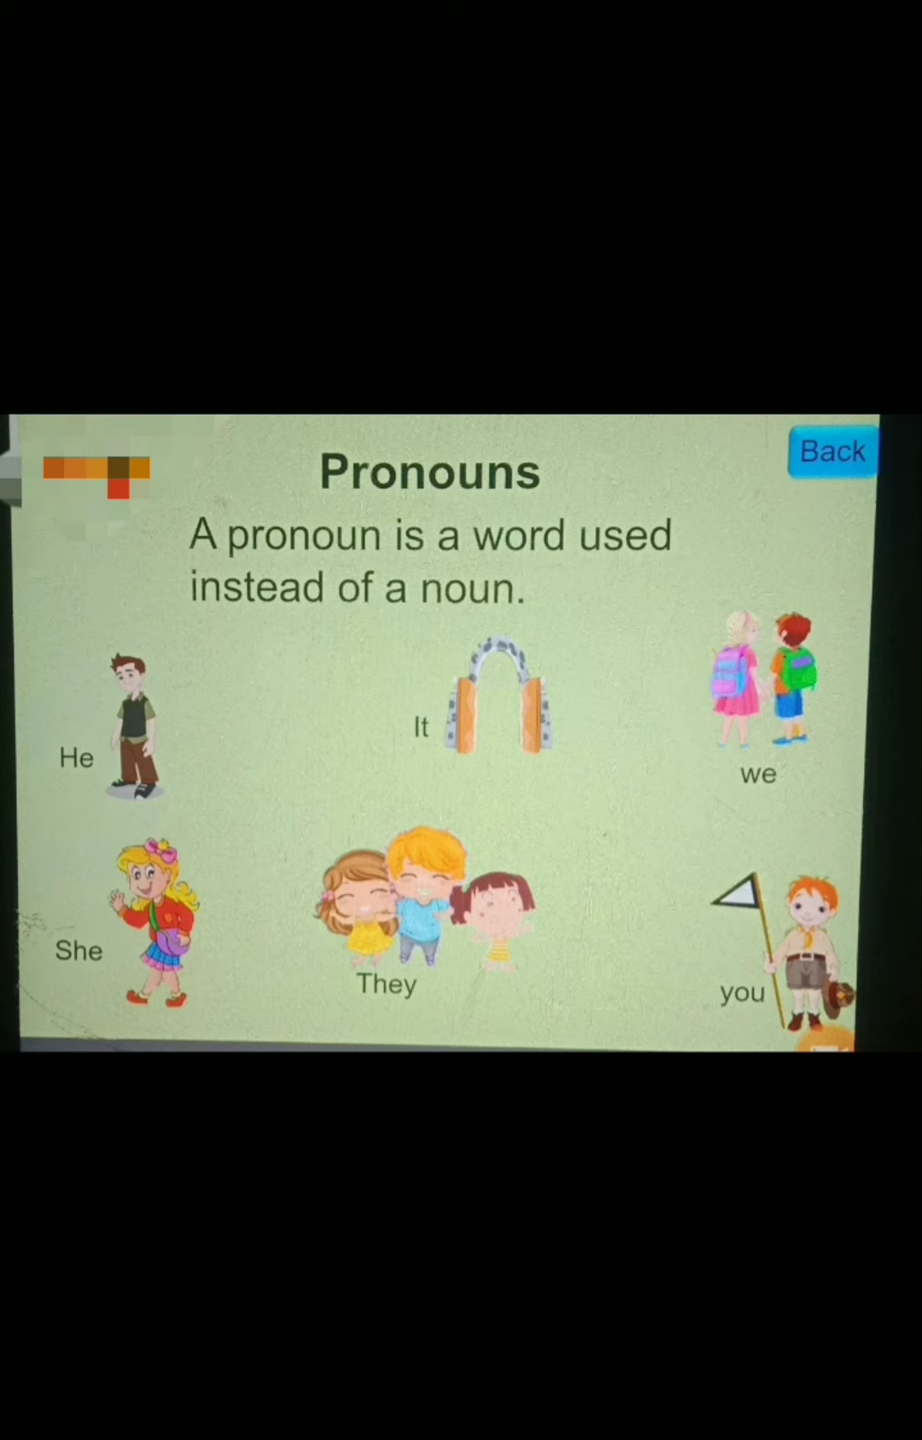 Back
Pronouns
A pronoun is a word used
instead of a noun.
He
It
we
She
They
you